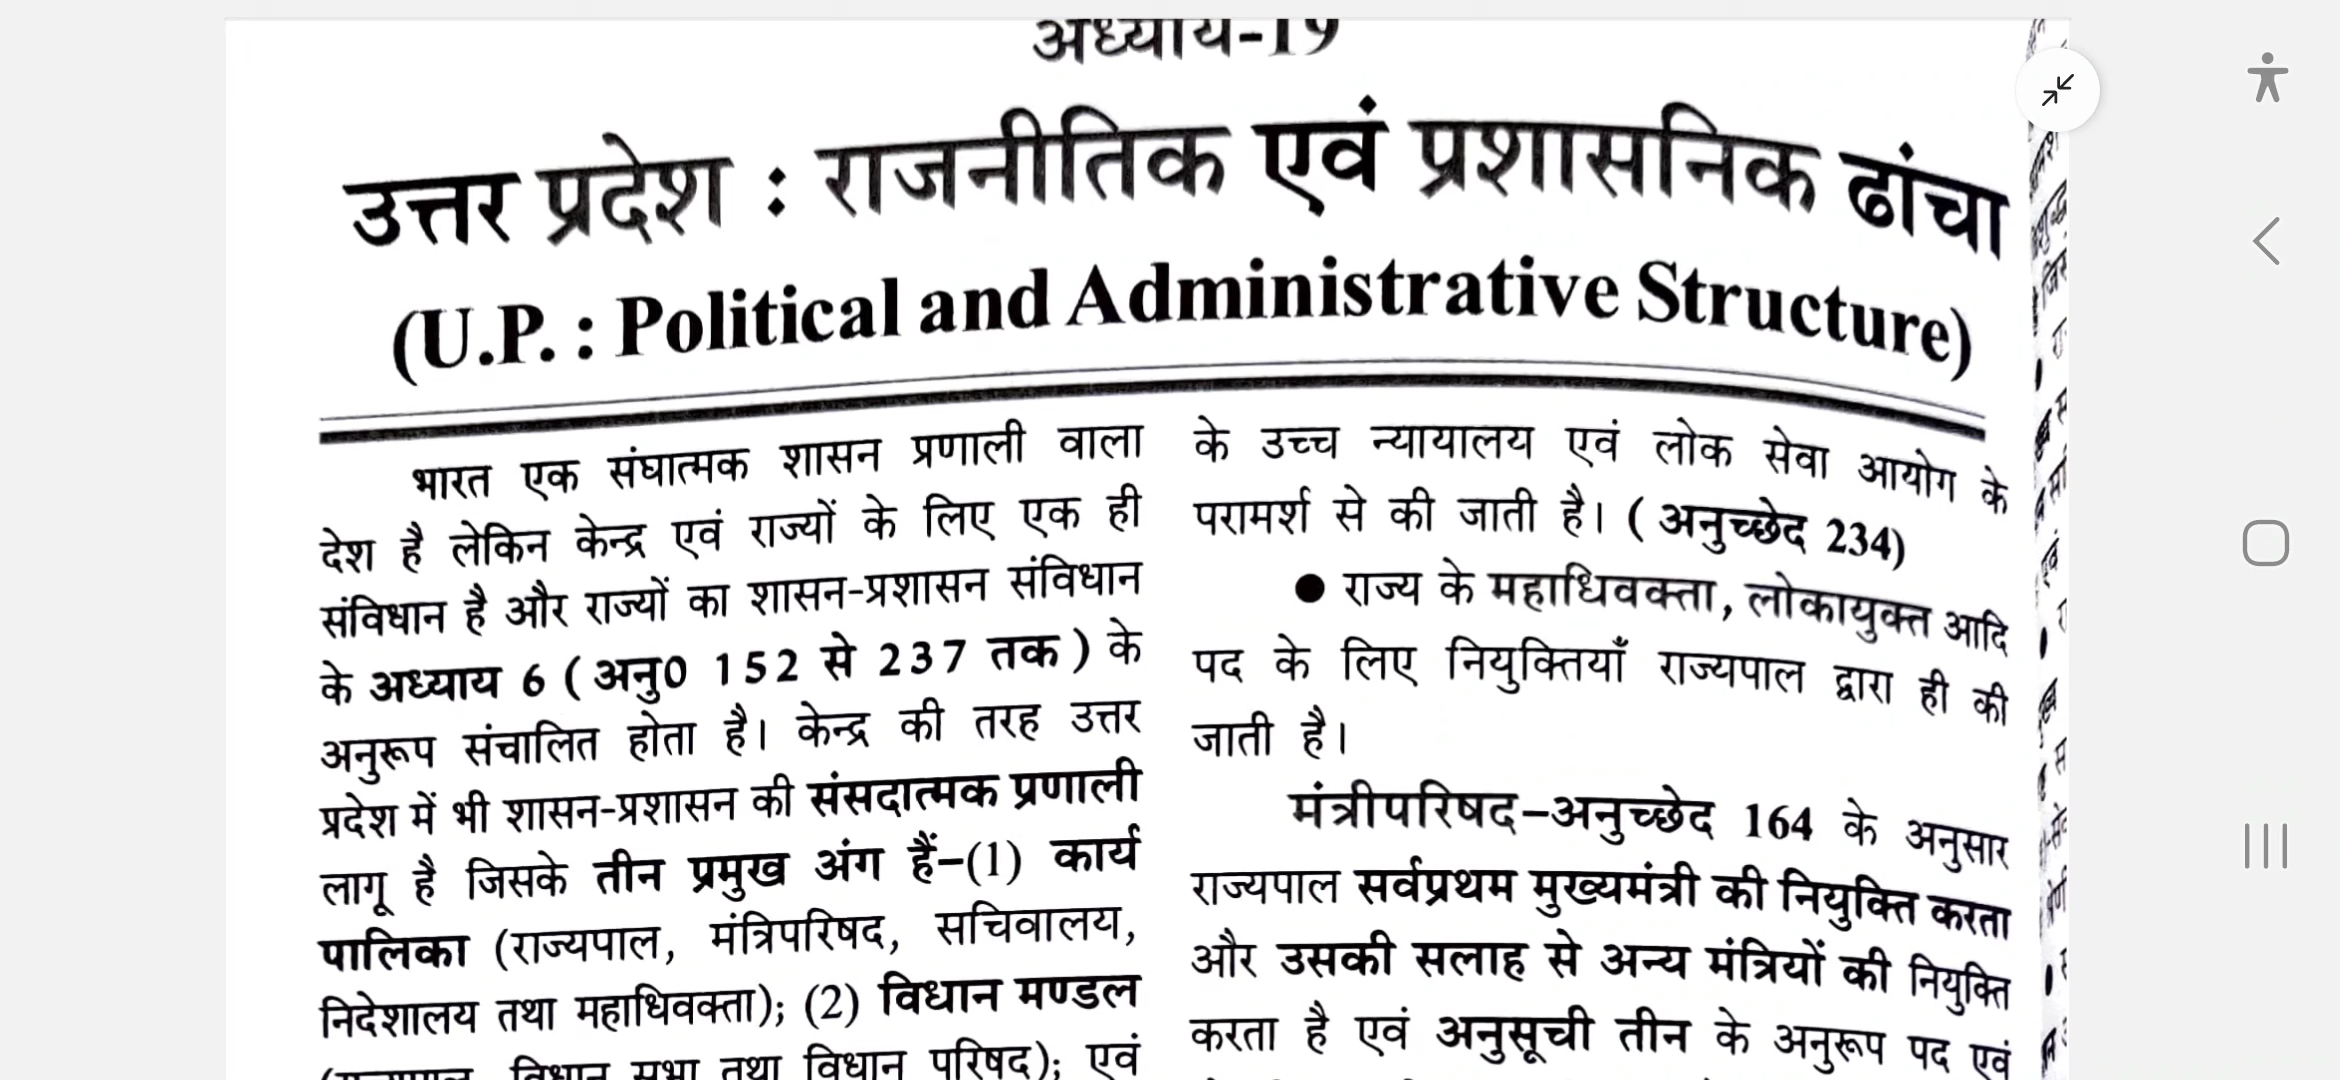 अध्याय-19
उत्तर प्रदेश : राजनीतिक एवं प्रशासनिक ढांचा
(U.P. : Political and Administrative Structure)
भारत एक संघात्मक शासन प्रणाली वाला
देश है लेकिन केन्द्र एवं राज्यों के लिए एक ही
संविधान है और राज्यों का शासन-प्रशासन संविधान
के अध्याय 6 (अनु0 152 से 237 तक) के
अनुरूप संचालित होता है। केन्द्र की तरह उत्तर
प्रदेश में भी शासन-प्रशासन की संसदात्मक प्रणाली
लागू है जिसके तीन प्रमुख अंग हैं–(1) कार्य
पालिका (राज्यपाल, मंत्रिपरिषद, सचिवालय,
निदेशालय तथा महाधिवक्ता); (2) विधान मण्डल
विधान सभा तथा विधान परिषद); एवं
के उच्च न्यायालय एवं लोक सेवा आयोग के
परामर्श से की जाती है। (अनुच्छेद 234)
● राज्य के महाधिवक्ता, लोकायुक्त आदि
पद के लिए नियुक्तियाँ राज्यपाल द्वारा ही की
जाती है।
मंत्रीपरिषद–अनुच्छेद 164 के अनुसार
राज्यपाल सर्वप्रथम मुख्यमंत्री की नियुक्ति करता
और उसकी सलाह से अन्य मंत्रियों की नियुक्ति
करता है एवं अनुसूची तीन के अनुरूप पद एवं